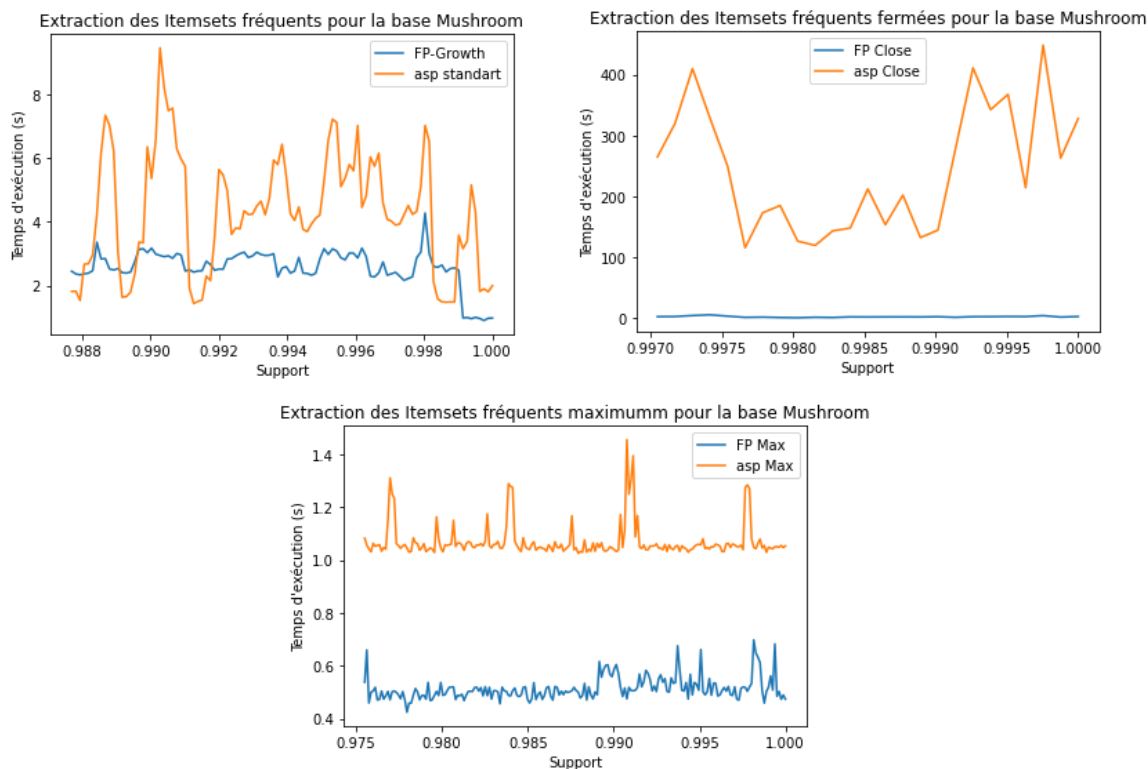 Extraction des Itemsets fréquents pour la base Mushroom
FP-Growth
asp standart
8
6
4
2
Temps d'exécution (s)
0.988 0.990 0.992 0.994 0.996 0.998 1.000
Support
Extraction des Itemsets fréquents fermées pour la base Mushroom
FP Close
asp Close
400
300
200
100
0
Temps d'exécution (s)
0.9970 0.9975 0.9980 0.9985 0.9990 0.9995 1.0000
Support
Extraction des Itemsets fréquents maximumm pour la base Mushroom
FP Max
asp Max
1.4
1.2
1.0
0.8
0.6
0.4
Temps d'exécution (s)
0.975 0.980 0.985 0.990 0.995 1.000
Support